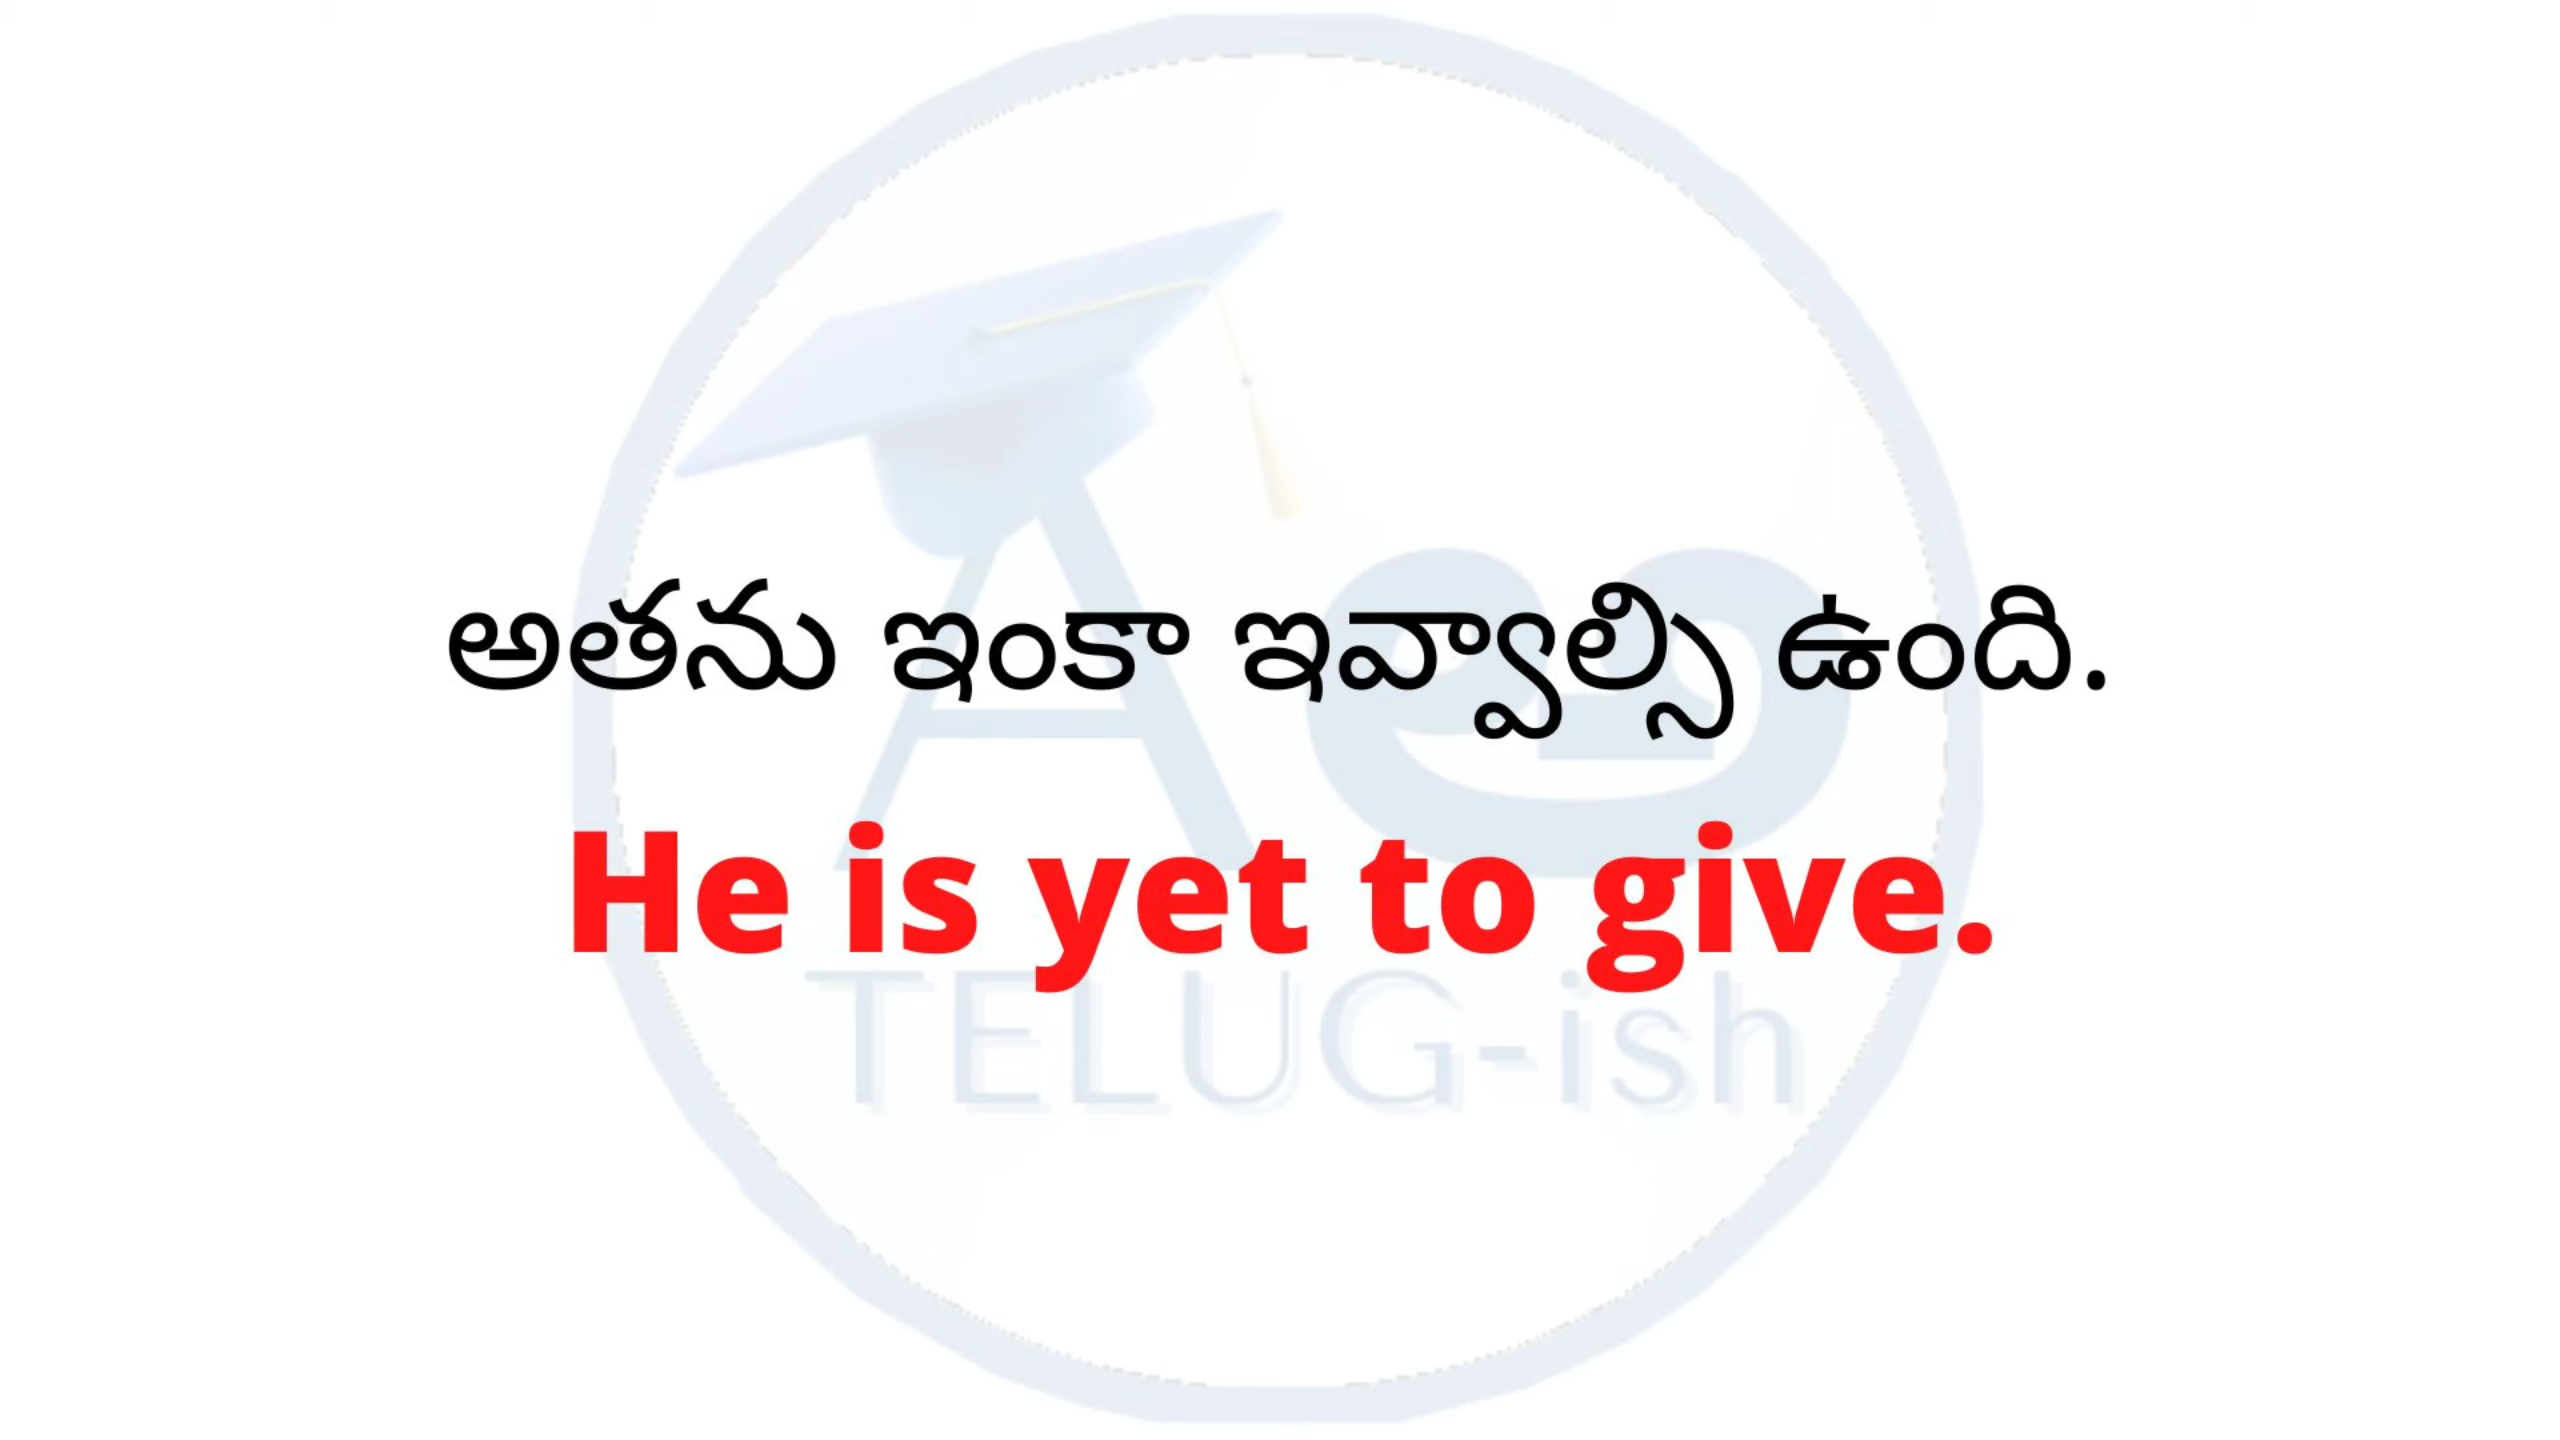 అతను ఇంకా ఇవ్వాల్సి ఉంది.
He is yet to give.
A అ
TELUG-ish